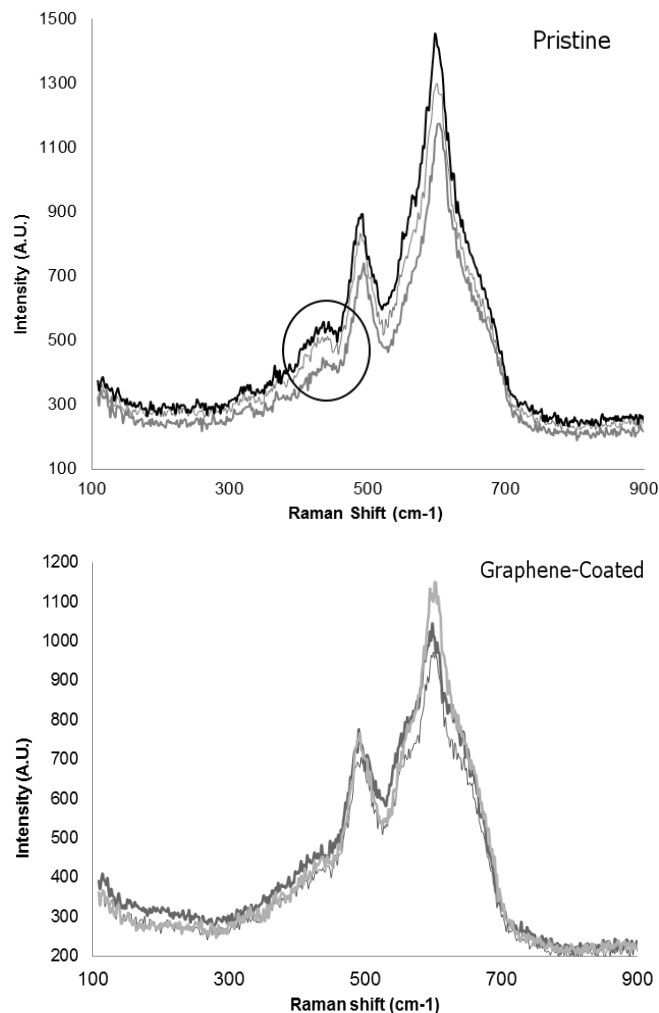 Pristine
1500
1300
1100
900
700
500
300
100
Intensity (A.U.)
100 300 500 700 900
Raman Shift (cm-1)
Graphene-Coated
1200
1100
1000
900
800
700
600
500
400
300
200
Intensity (A.U.)
100 300 500 700 900
Raman shift (cm-1)